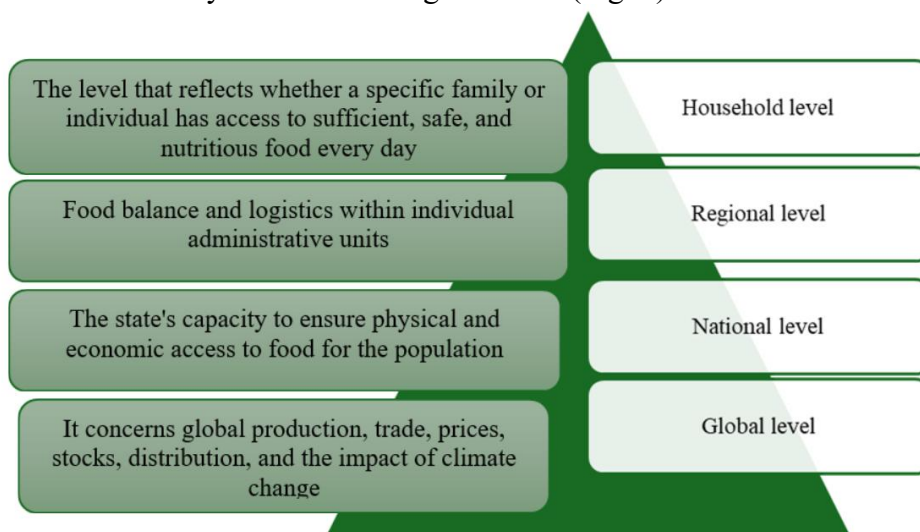 The level that reflects whether a specific family or
individual has access to sufficient, safe, and
nutritious food every day
Household level
Food balance and logistics within individual
administrative units
Regional level
The state's capacity to ensure physical and
economic access to food for the population
National level
It concerns global production, trade, prices,
stocks, distribution, and the impact of climate
change
Global level